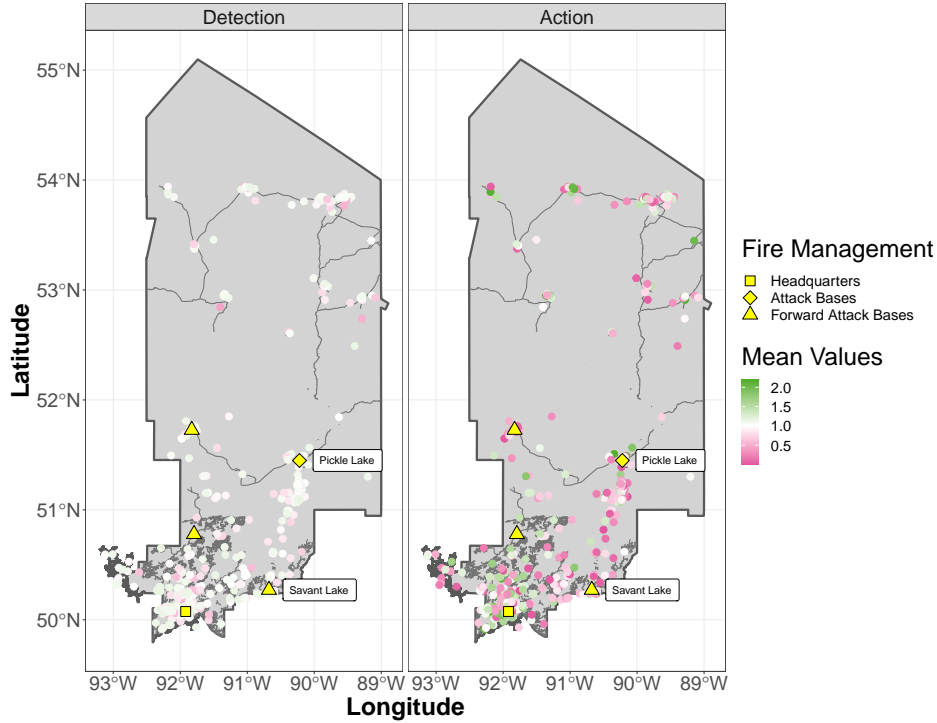 Detection
Action
55°N
54°N
53°N
52°N
51°N
50°N
Latitude
Pickle Lake
Savant Lake
Pickle Lake
Savant Lake
93°W 92°W 91°W 90°W 89°W
93°W 92°W 91°W 90°W 89°W
Longitude
Fire Management
Headquarters
Attack Bases
Forward Attack Bases
Mean Values
2.0
1.5
1.0
0.5